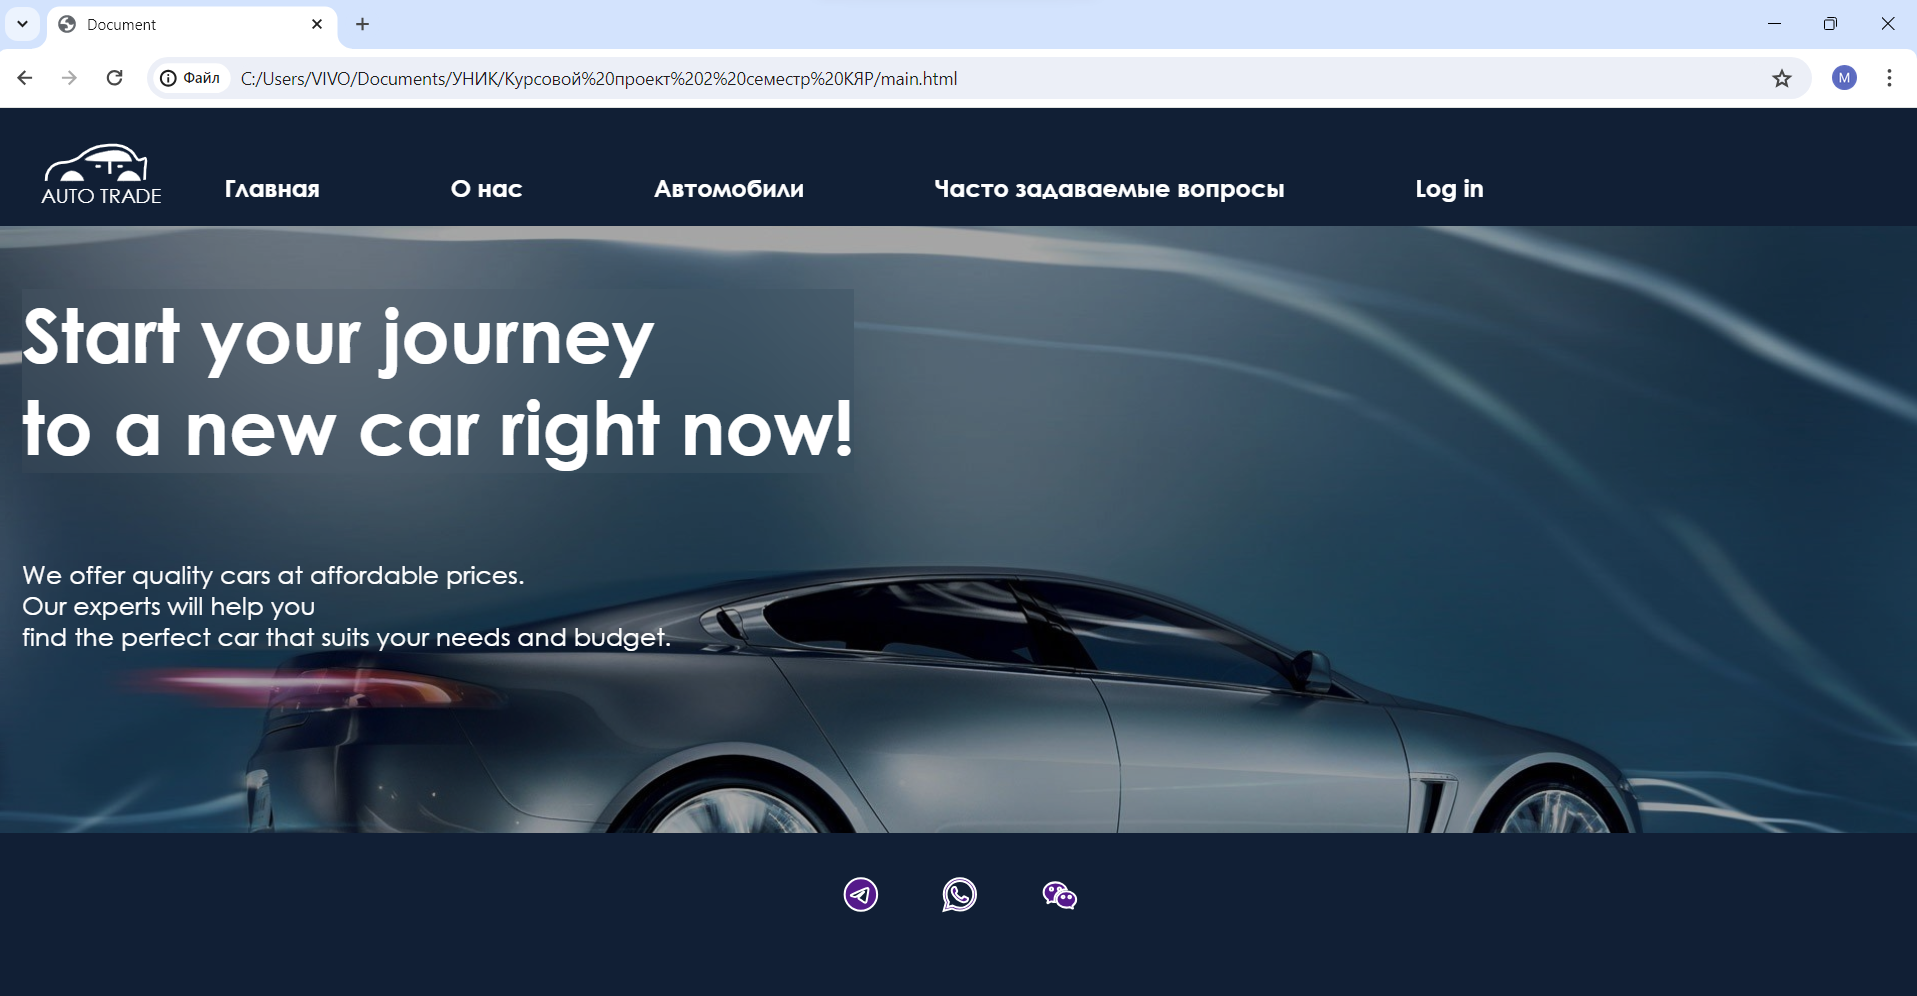 Document
Файл
C:/Users/VIVO/Documents/УНИК/Курсовой%20проект%202%20семестр%20КЯР/main.html
M
AUTO TRADE
Главная
О нас
Автомобили
Часто задаваемые вопросы
Log in
Start your journey
to a new car right now!
We offer quality cars at affordable prices.
Our experts will help you
find the perfect car that suits your needs and budget.